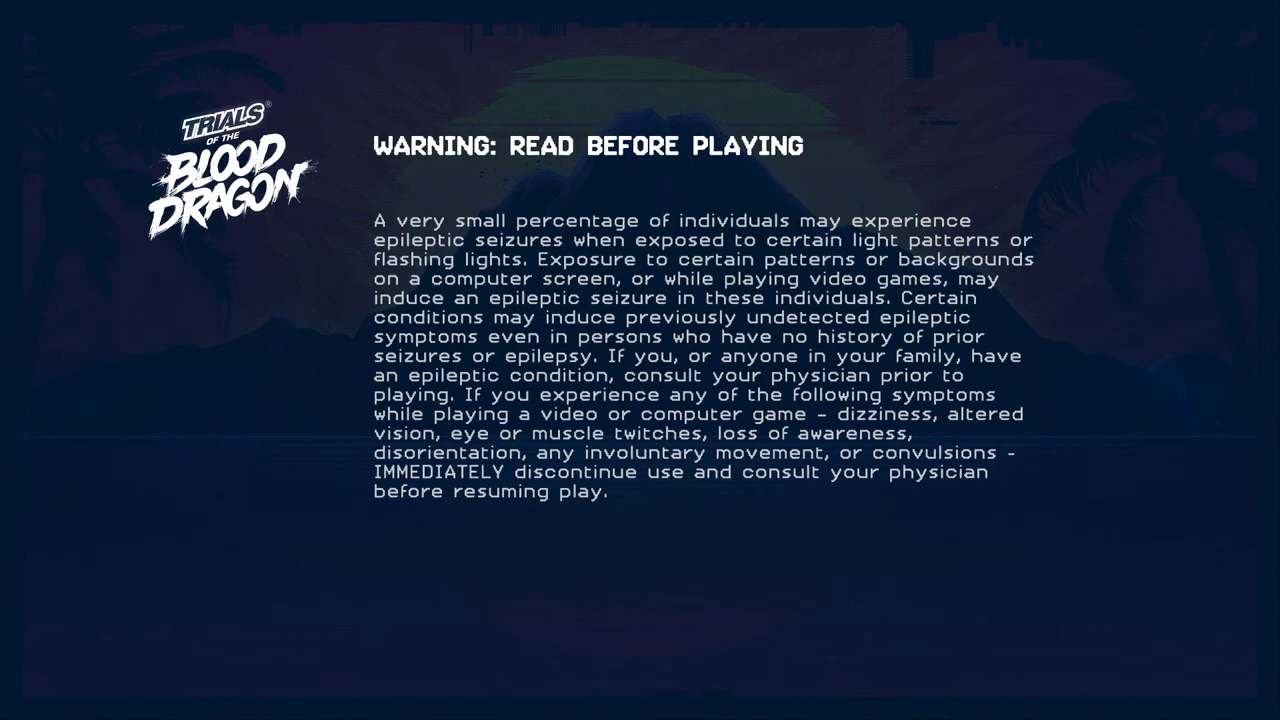 TRIALS®
OF THE
BLOOD
DRAGON
WARNING: READ BEFORE PLAYING
A very small percentage of individuals may experience
epileptic seizures when exposed to certain light patterns or
flashing lights. Exposure to certain patterns or backgrounds
on a computer screen, or while playing video games, may
induce an epileptic seizure in these individuals. Certain
conditions may induce previously undetected epileptic
symptoms even in persons who have no history of prior
seizures or epilepsy. If you, or anyone in your family, have
an epileptic condition, consult your physician prior to
playing. If you experience any of the following symptoms
while playing a video or computer game - dizziness, altered
vision, eye or muscle twitches, loss of awareness,
disorientation, any involuntary movement, or convulsions -
IMMEDIATELY discontinue use and consult your physician
before resuming play.